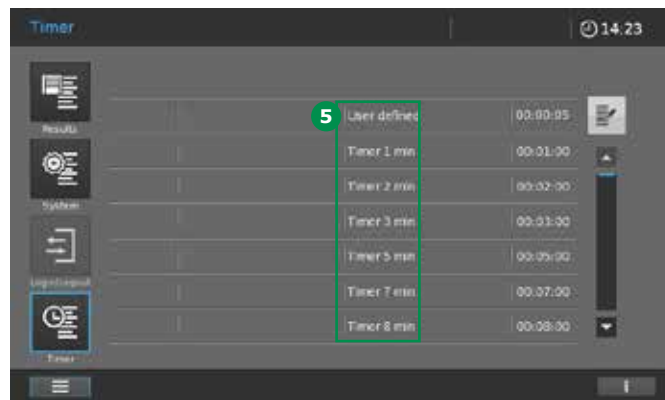 Timer
14:23
Results
5 User defined 00:00:05
Timer 1 min 00:01:00
Timer 2 min 00:02:00
System
Timer 3 min 00:03:00
Timer 5 min 00:05:00
Login/Logout
Timer 7 min 00:07:00
Timer 8 min 00:08:00
Timer
i